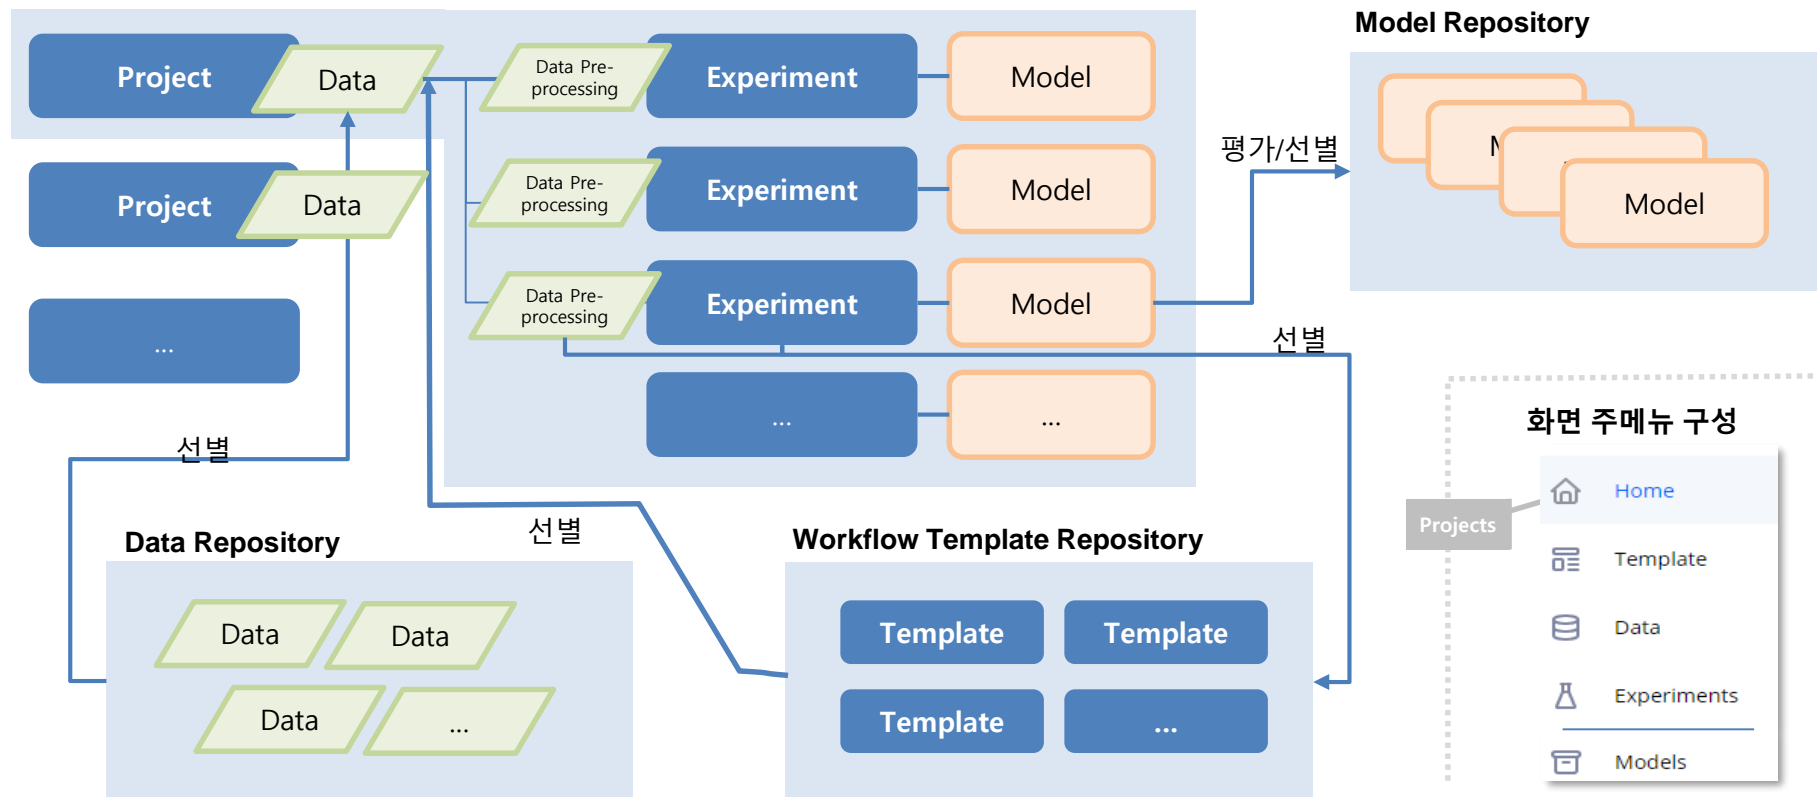 Model Repository
Project
Data
Data Pre-
processing
Experiment
Model
평가/선별
Model
Project
Data
Data Pre-
processing
Experiment
Model
...
Data Pre-
processing
Experiment
Model
선별
...
...
선별
화면 주메뉴 구성
Home
Projects
Template
Data
Experiments
Models
Data Repository
선별
Workflow Template Repository
Data
Data
Data
...
Template
Template
Template
...